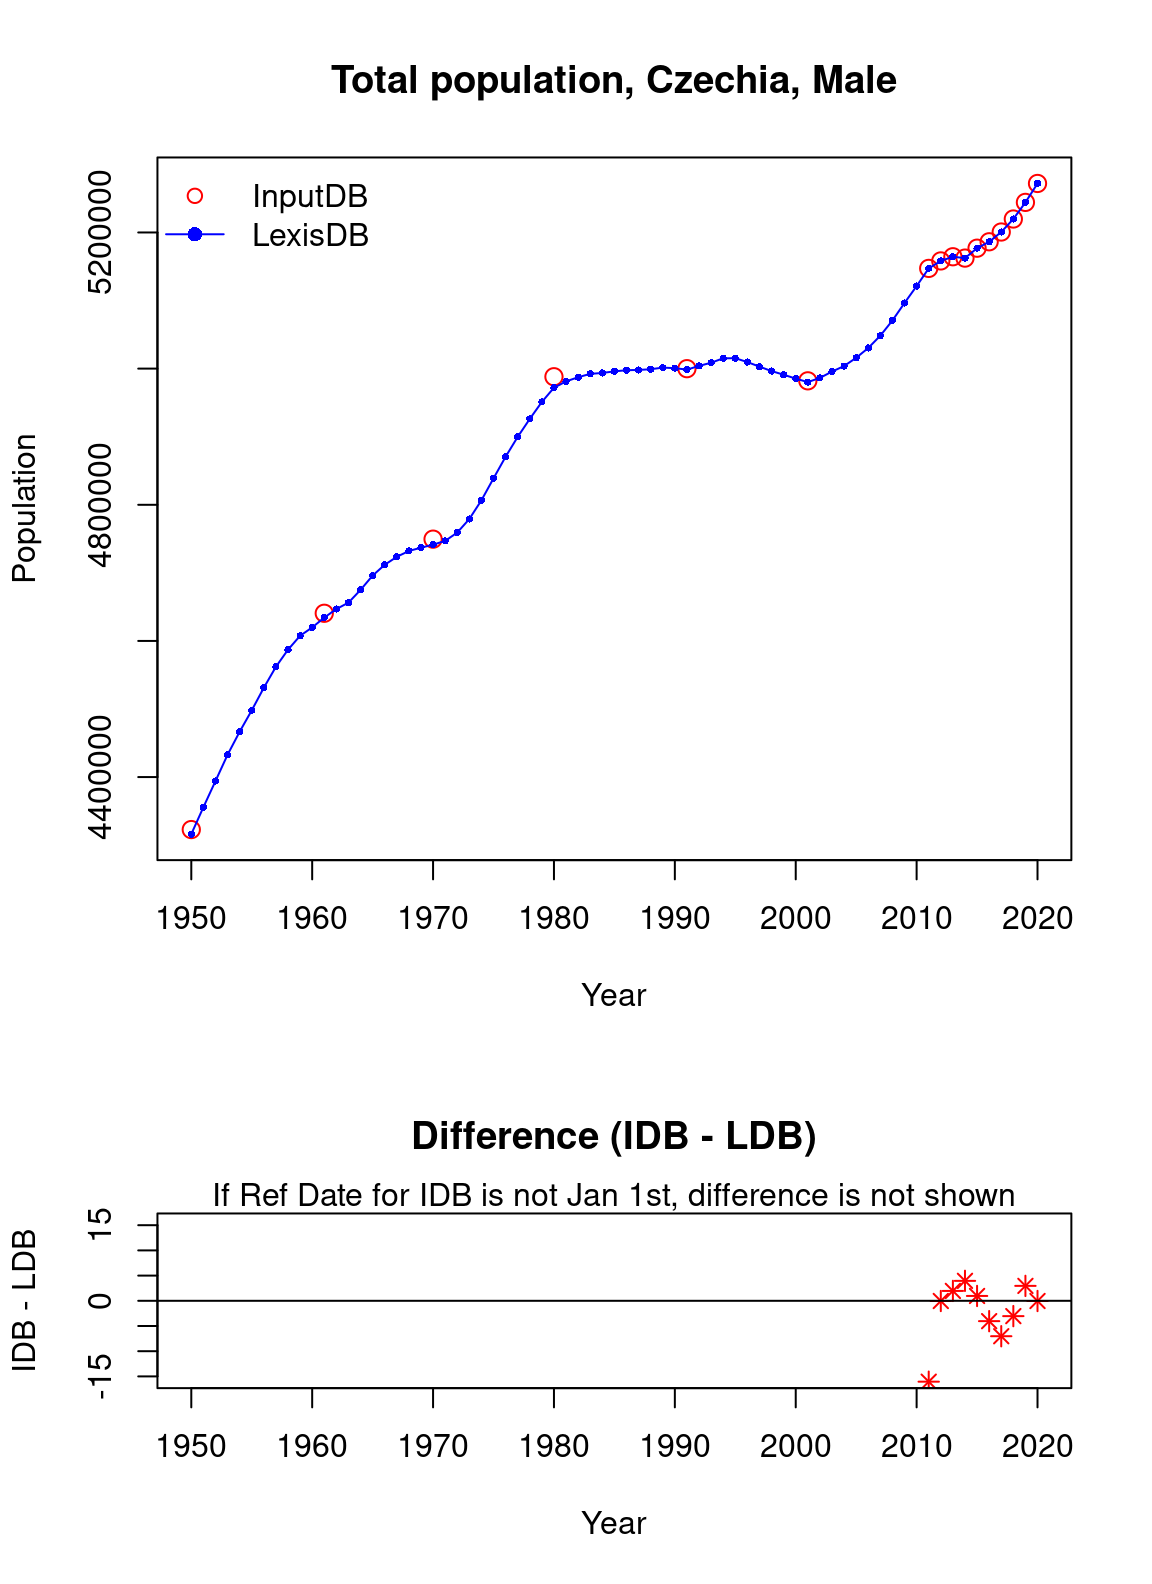 Total population, Czechia, Male
InputDB
LexisDB
Population
5200000
4800000
4400000
1950 1960 1970 1980 1990 2000 2010 2020
Year
Difference (IDB - LDB)
If Ref Date for IDB is not Jan 1st, difference is not shown
IDB - LDB
15
0
-15
1950 1960 1970 1980 1990 2000 2010 2020
Year